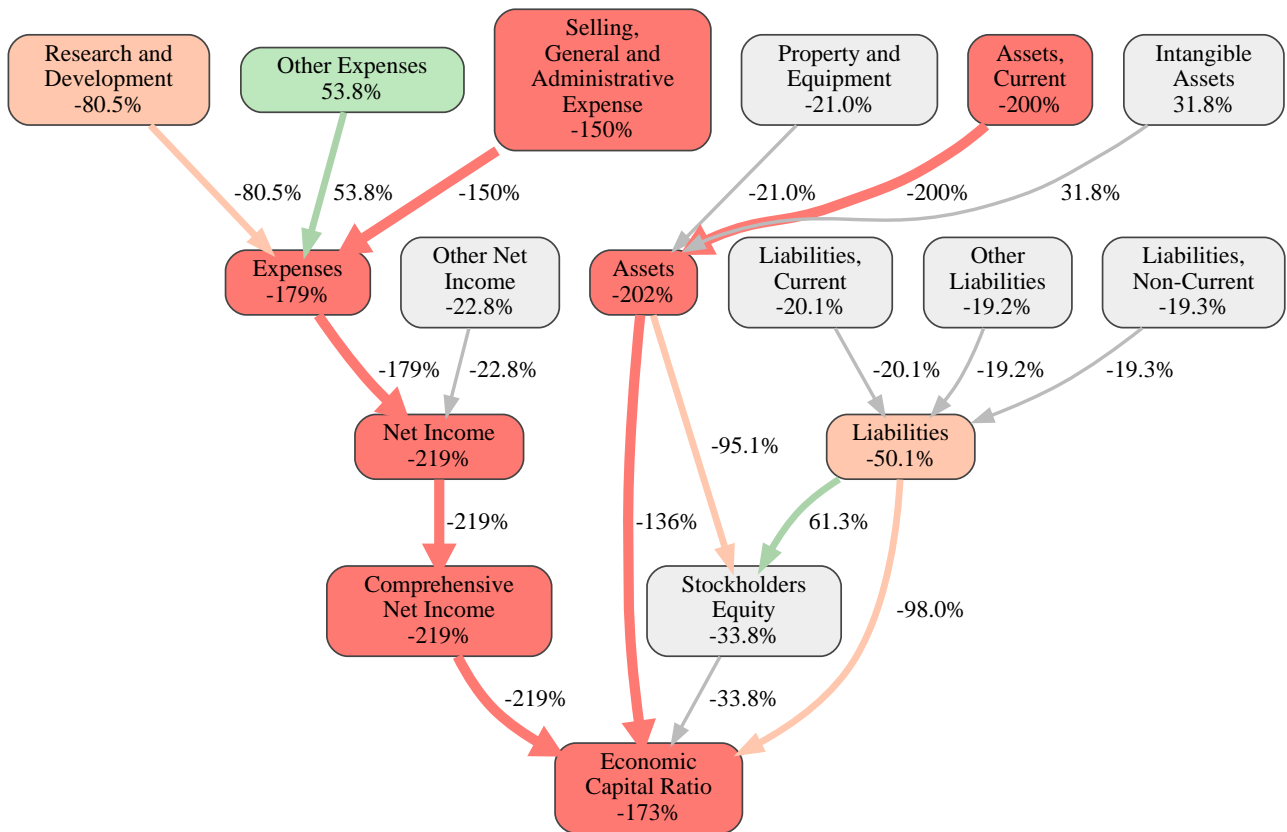 Research and
Development
-80.5%
Other Expenses
53.8%
Selling,
General and
Administrative
Expense
-150%
Property and
Equipment
-21.0%
Assets,
Current
-200%
Intangible
Assets
31.8%
-80.5%
53.8%
-150%
-21.0%
-200%
31.8%
Expenses
-179%
Other Net
Income
-22.8%
Assets
-202%
Liabilities,
Current
-20.1%
Other
Liabilities
-19.2%
Liabilities,
Non-Current
-19.3%
-179%
-22.8%
-20.1%
-19.2%
-19.3%
Net Income
-219%
-95.1%
Liabilities
-50.1%
-219%
-136%
61.3%
Comprehensive
Net Income
-219%
Stockholders
Equity
-33.8%
-98.0%
-219%
-33.8%
Economic
Capital Ratio
-173%